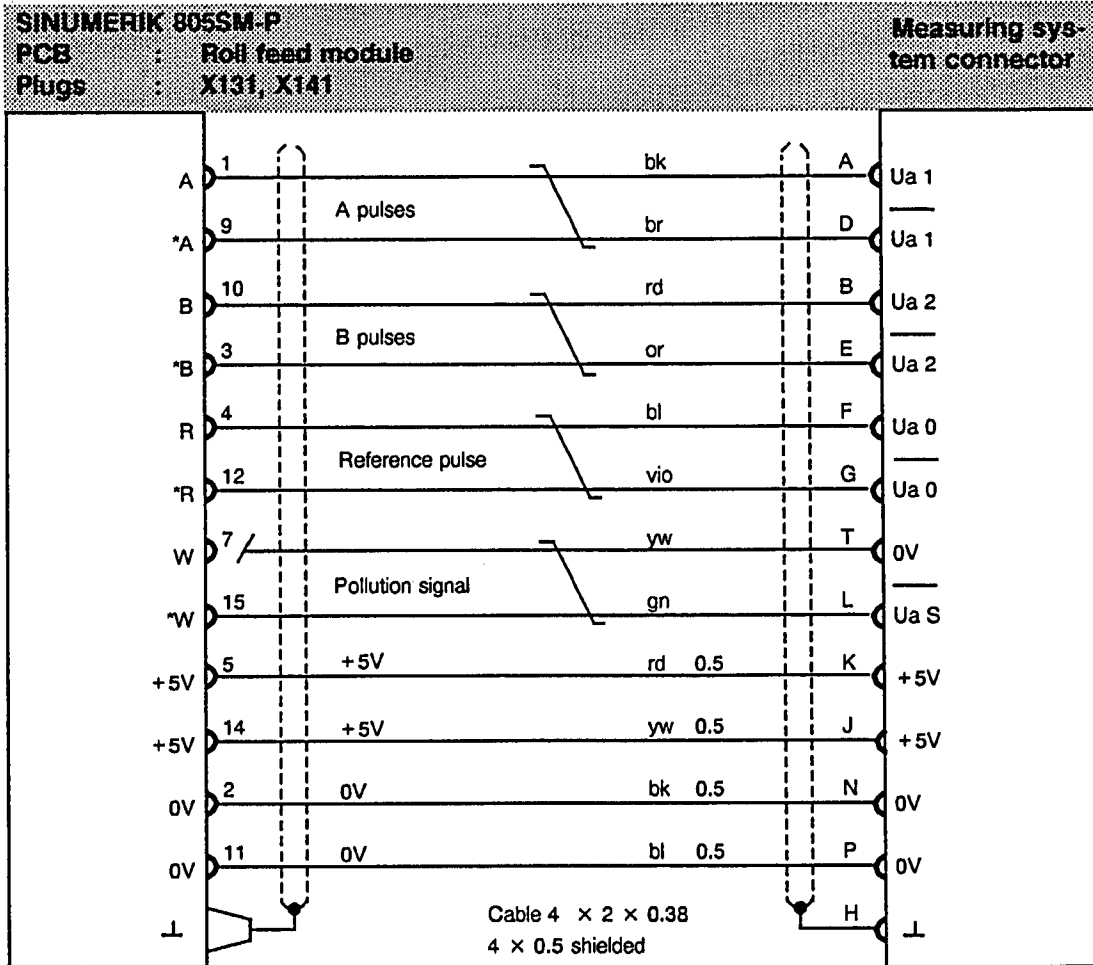 SINUMERIK 805SM-P
PCB : Roll feed module
Plugs : X131, X141
Measuring sys-
tem connector
A 1 bk A Ua 1
A pulses
*A 9 br D Ua 1
B 10 rd B Ua 2
B pulses
*B 3 or E Ua 2
R 4 bl F Ua 0
Reference pulse
*R 12 vio G Ua 0
W 7 yw T 0V
Pollution signal
*W 15 gn L Ua S
+5V 5 +5V rd 0.5 K +5V
+5V 14 +5V yw 0.5 J +5V
0V 2 0V bk 0.5 N 0V
0V 11 0V bl 0.5 P 0V
⊥ H ⊥
Cable 4 × 2 × 0.38
4 × 0.5 shielded